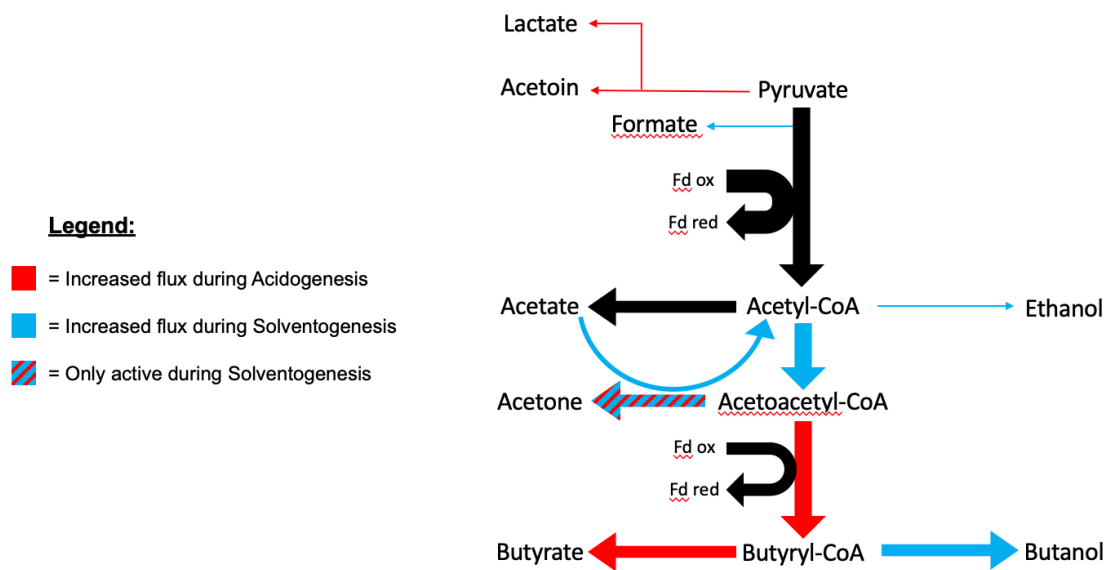 Lactate
Acetoin
Pyruvate
Formate
Fd ox
Fd red
Legend:
= Increased flux during Acidogenesis
= Increased flux during Solventogenesis
= Only active during Solventogenesis
Acetate
Acetyl-CoA
Ethanol
Acetone
Acetoacetyl-CoA
Fd ox
Fd red
Butyrate
Butyryl-CoA
Butanol